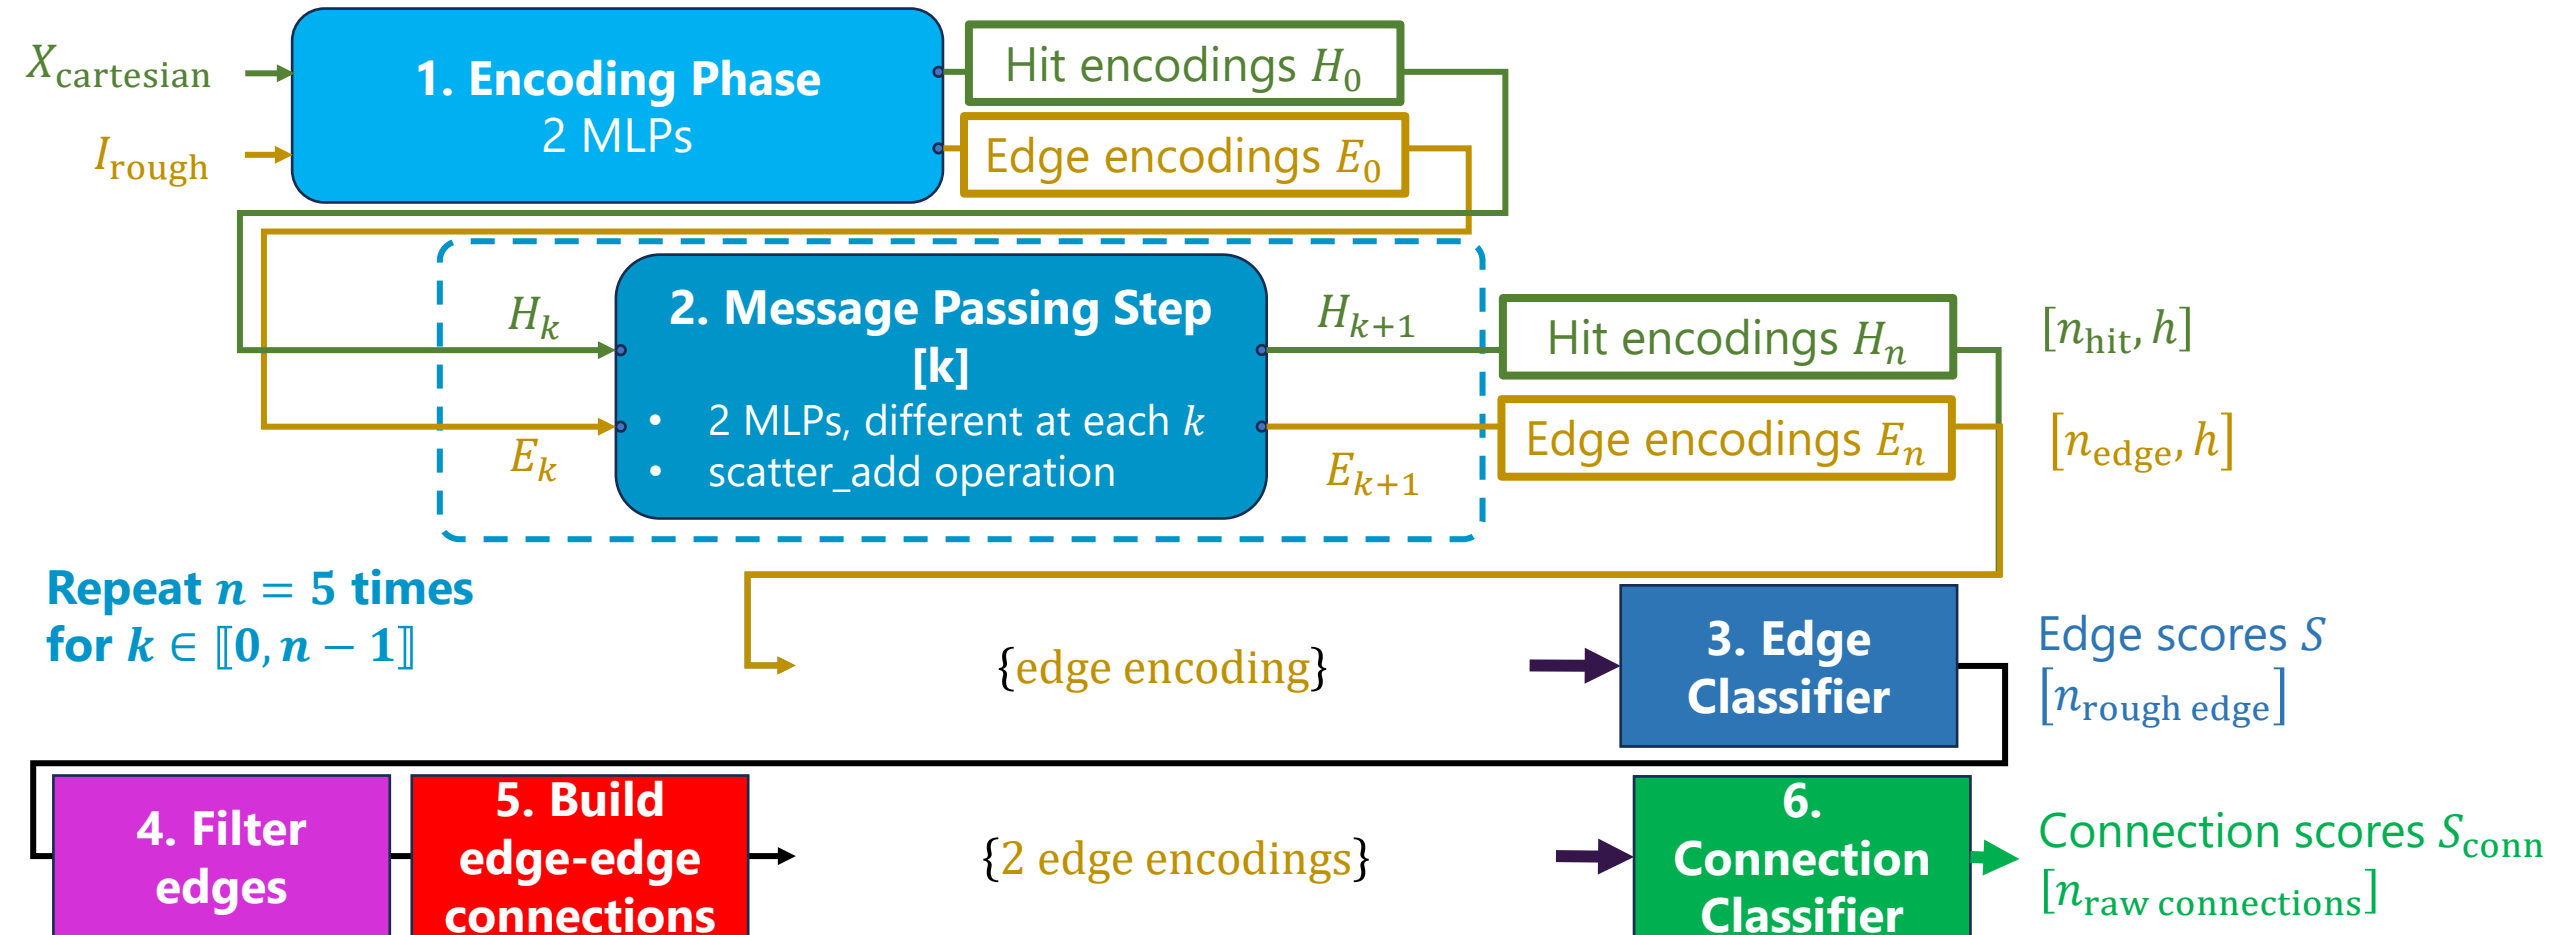 X_cartesian
I_rough
1. Encoding Phase
2 MLPs
Hit encodings H_0
Edge encodings E_0
H_k
E_k
2. Message Passing Step
[k]
• 2 MLPs, different at each k
• scatter_add operation
H_{k+1}
E_{k+1}
Hit encodings H_n
Edge encodings E_n
[n_hit, h]
[n_edge, h]
Repeat n = 5 times
for k ∈ ⟦0, n − 1⟧
{edge encoding}
3. Edge
Classifier
Edge scores S
[n_rough edge]
4. Filter
edges
5. Build
edge-edge
connections
{2 edge encodings}
6.
Connection
Classifier
Connection scores S_conn
[n_raw connections]